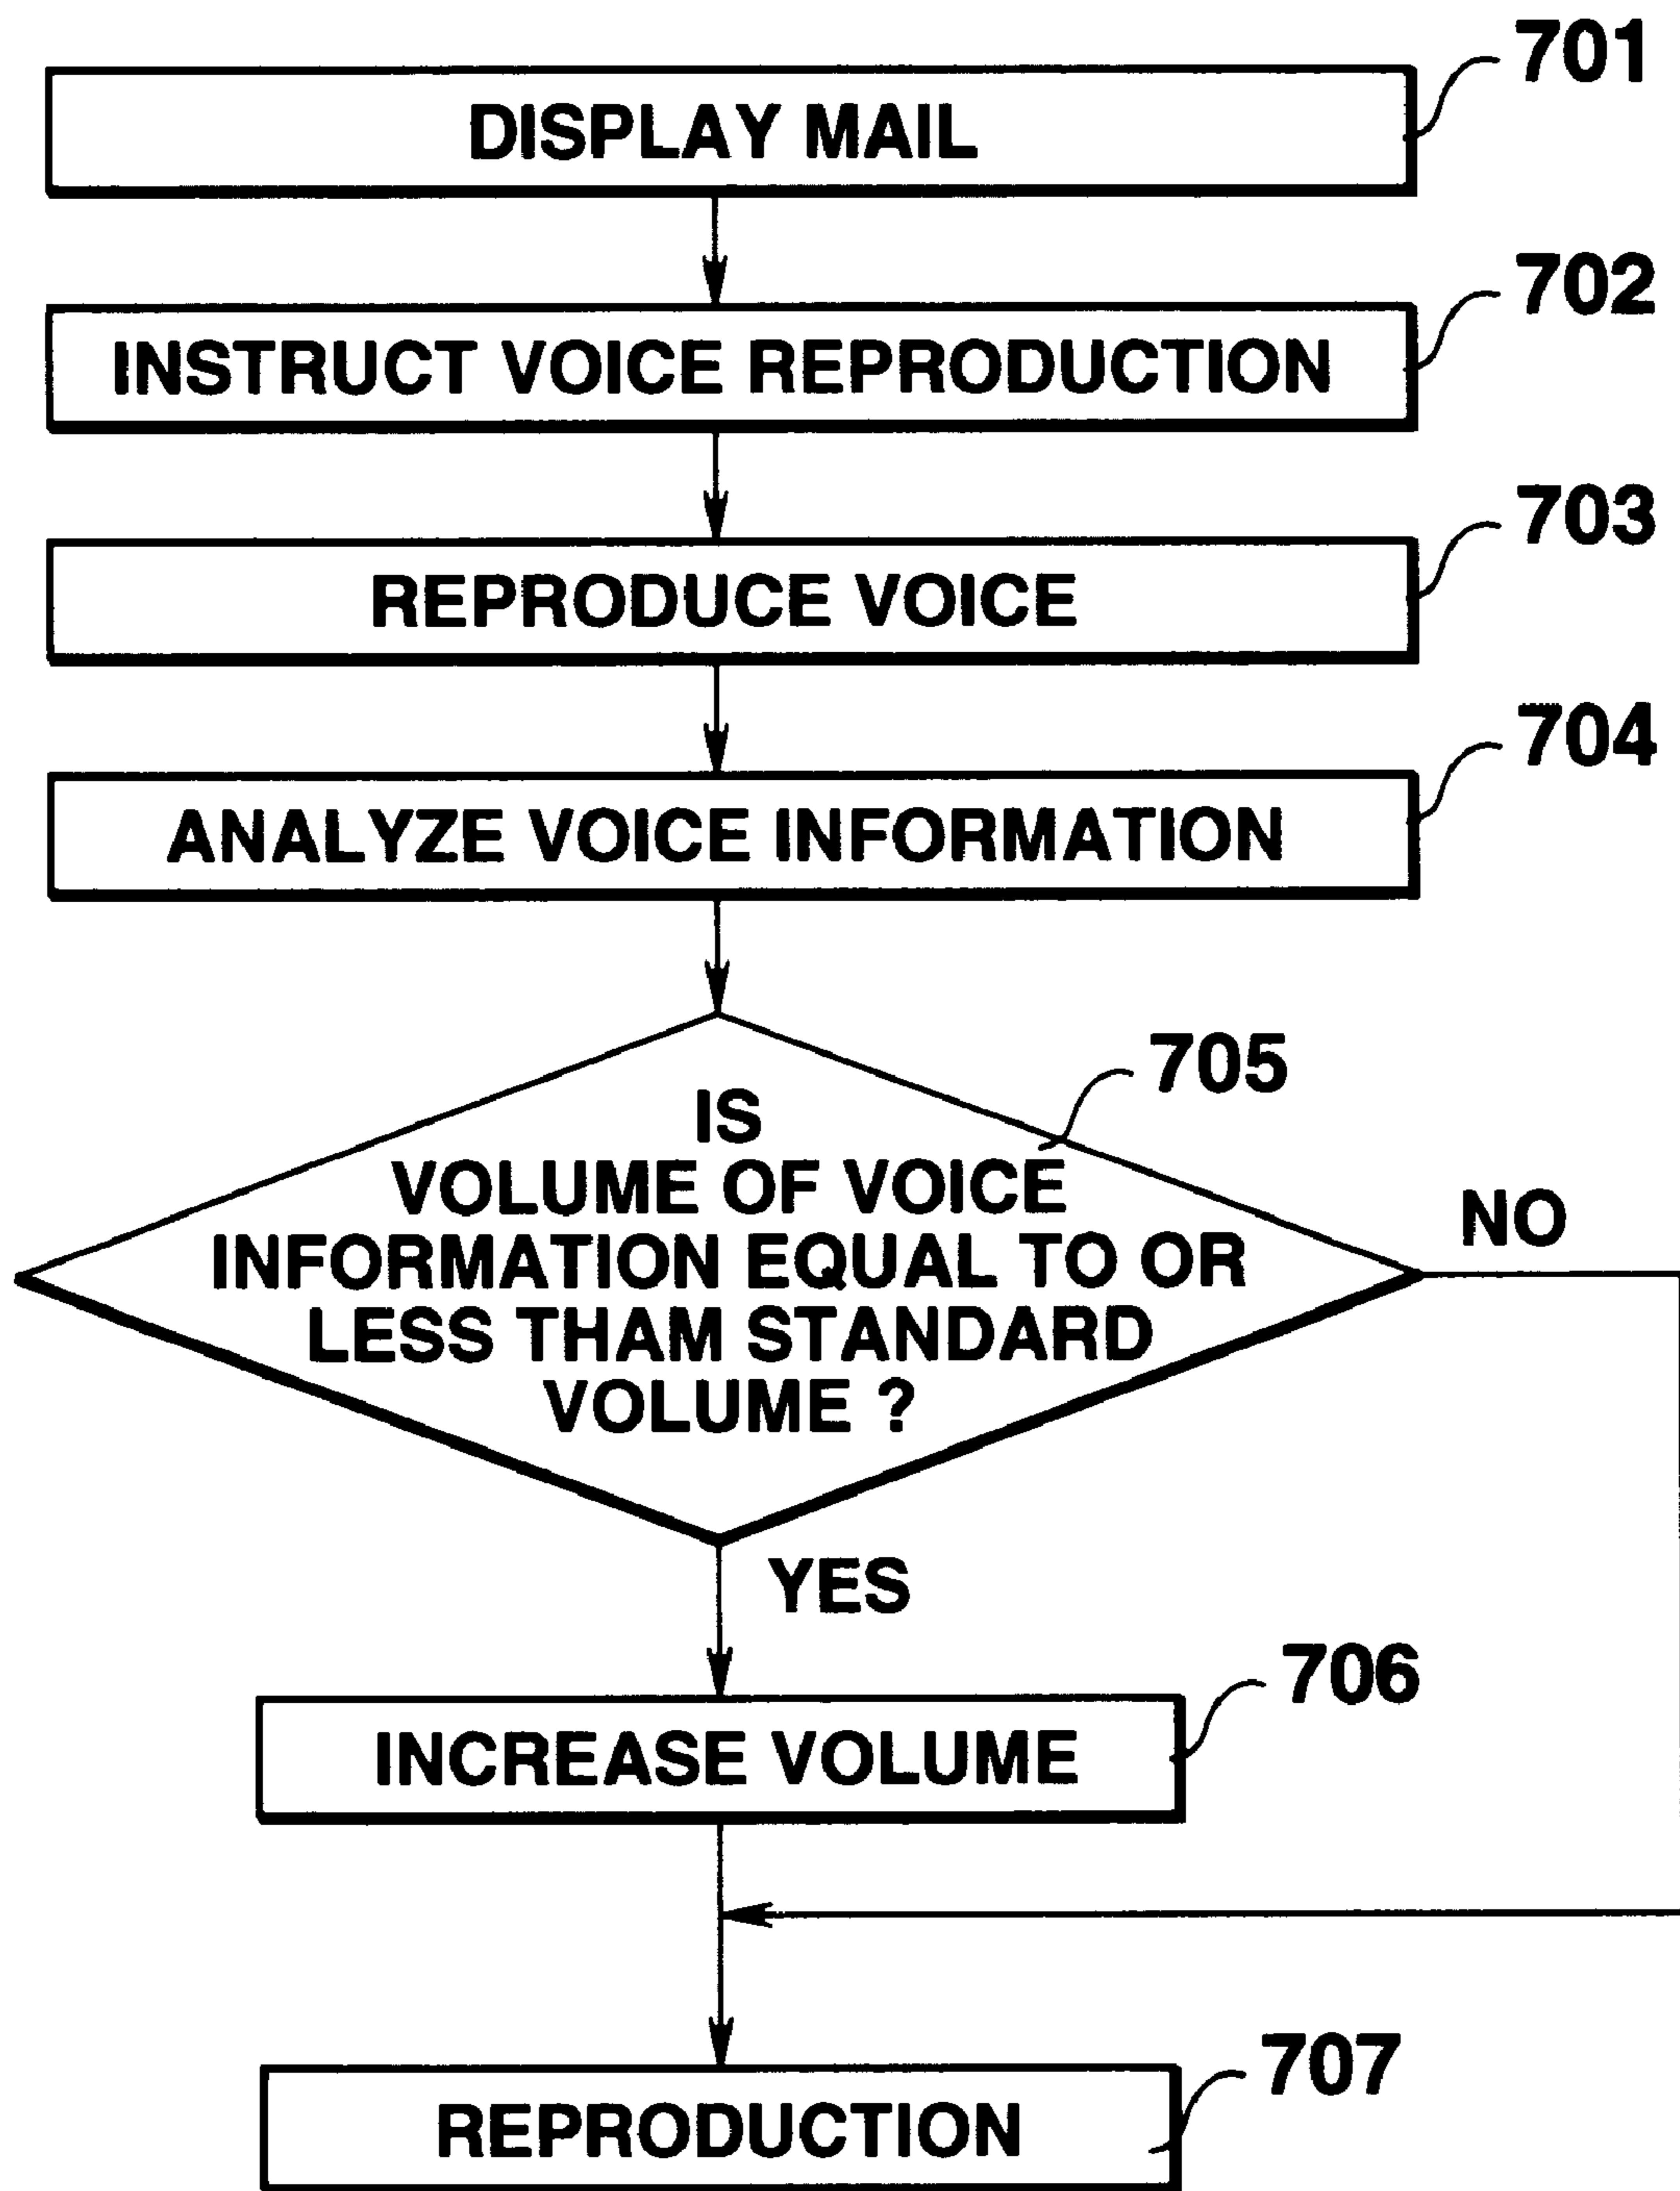 701
DISPLAY MAIL
702
INSTRUCT VOICE REPRODUCTION
703
REPRODUCE VOICE
704
ANALYZE VOICE INFORMATION
705
IS
VOLUME OF VOICE
INFORMATION EQUAL TO OR
LESS THAM STANDARD
VOLUME ?
NO
YES
706
INCREASE VOLUME
707
REPRODUCTION